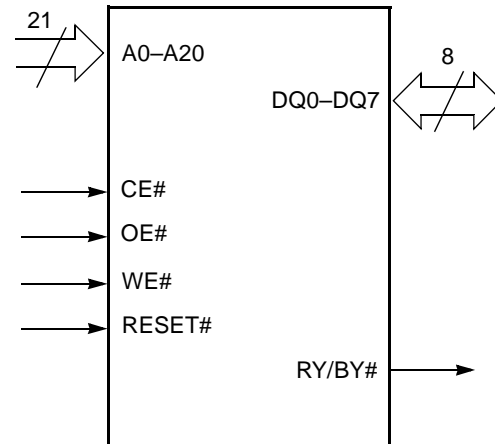 21
A0–A20
8
DQ0–DQ7
CE#
OE#
WE#
RESET#
RY/BY#